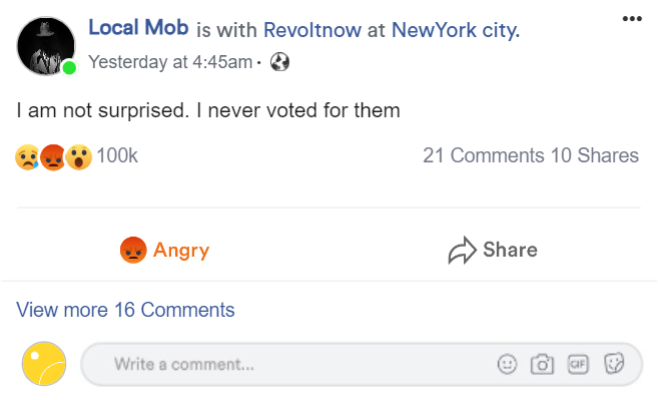 Local Mob is with Revoltnow at NewYork city.
Yesterday at 4:45am ·
I am not surprised. I never voted for them
100k 21 Comments 10 Shares
Angry Share
View more 16 Comments
Write a comment... GIF